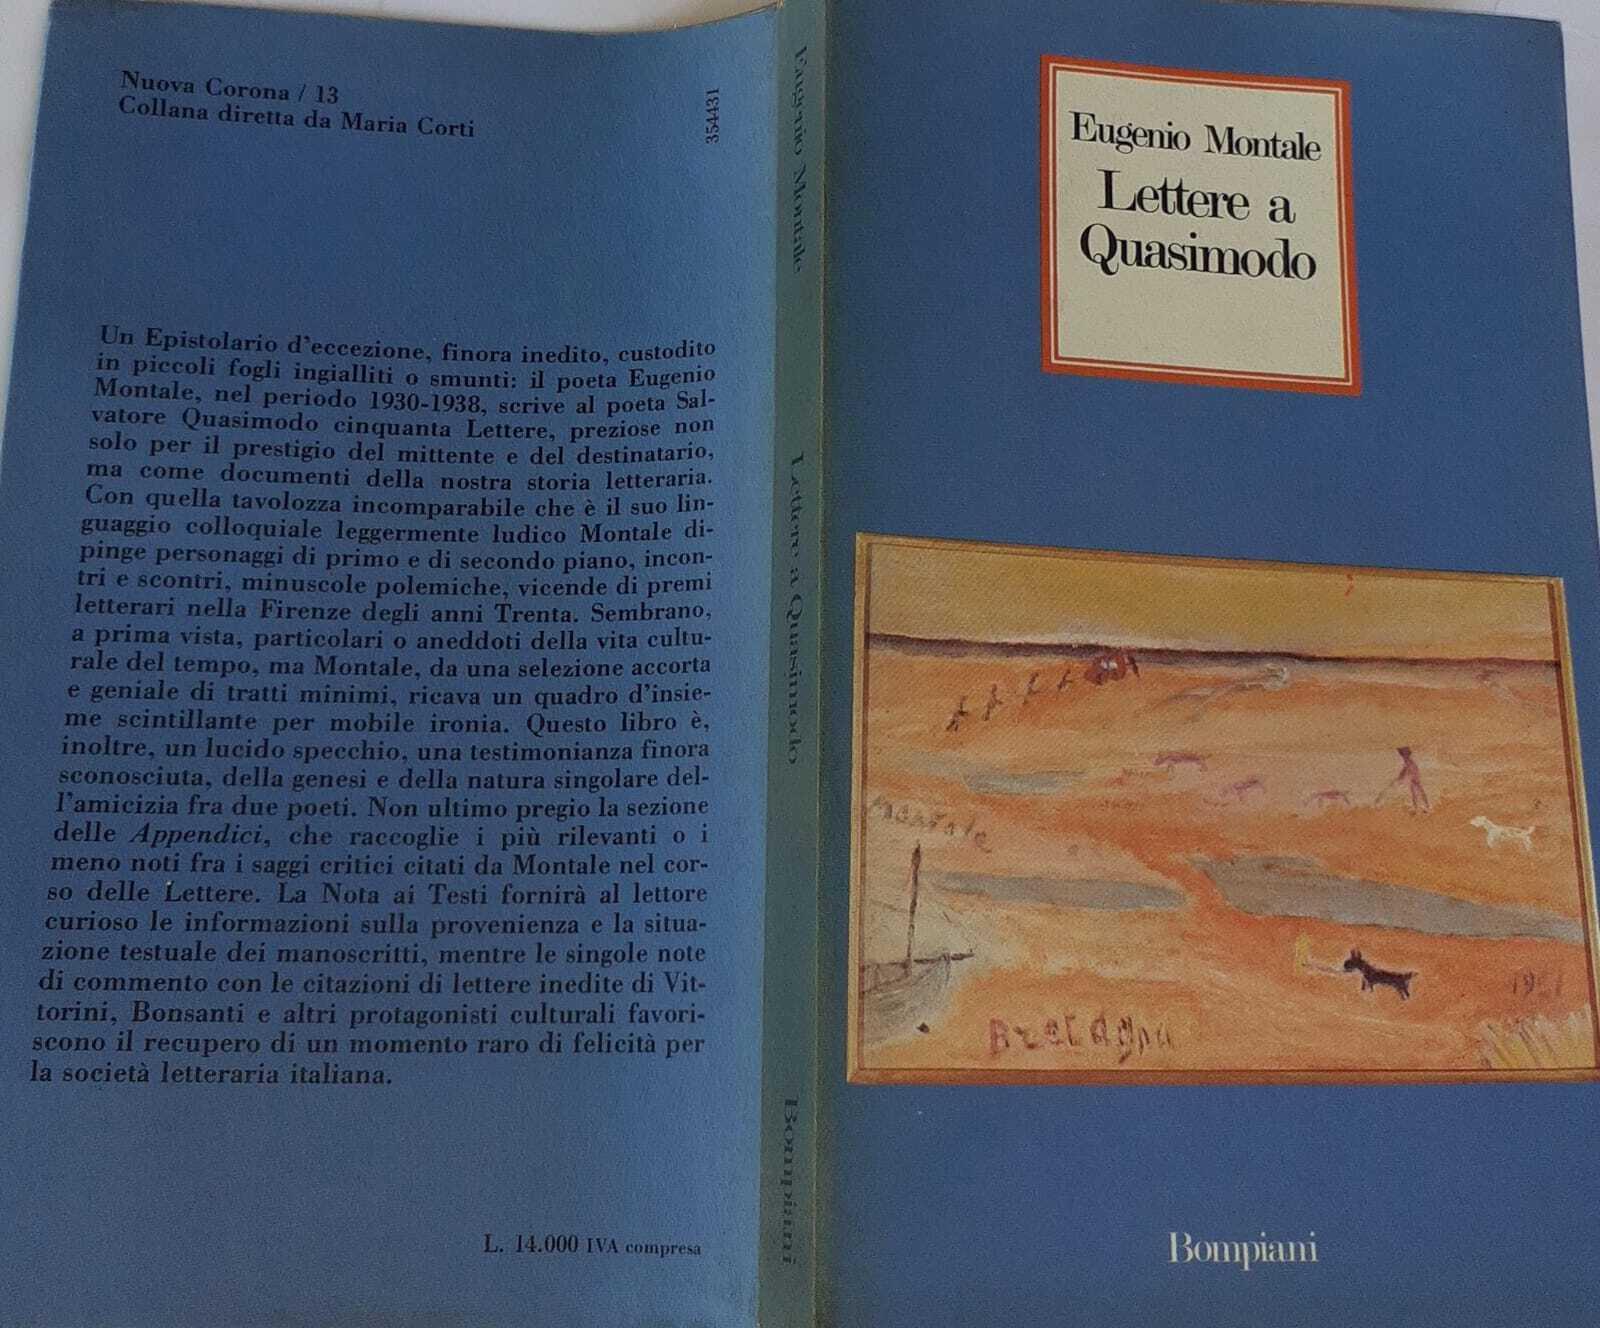 Nuova Corona / 13
Collana diretta da Maria Corti
354431
Un Epistolario d'eccezione, finora inedito, custodito
in piccoli fogli ingialliti o smunti: il poeta Eugenio
Montale, nel periodo 1930-1938, scrive al poeta Sal-
vatore Quasimodo cinquanta Lettere, preziose non
solo per il prestigio del mittente e del destinatario,
ma come documenti della nostra storia letteraria.
Con quella tavolozza incomparabile che è il suo lin-
guaggio colloquiale leggermente ludico Montale di-
pinge personaggi di primo e di secondo piano, incon-
tri e scontri, minuscole polemiche, vicende di premi
letterari nella Firenze degli anni Trenta. Sembrano,
a prima vista, particolari o aneddoti della vita cultu-
rale del tempo, ma Montale, da una selezione accorta
e geniale di tratti minimi, ricava un quadro d'insie-
me scintillante per mobile ironia. Questo libro è,
inoltre, un lucido specchio, una testimonianza finora
sconosciuta, della genesi e della natura singolare del-
l'amicizia fra due poeti. Non ultimo pregio la sezione
delle Appendici, che raccoglie i più rilevanti o i
meno noti fra i saggi critici citati da Montale nel cor-
so delle Lettere. La Nota ai Testi fornirà al lettore
curioso le informazioni sulla provenienza e la situa-
zione testuale dei manoscritti, mentre le singole note
di commento con le citazioni di lettere inedite di Vit-
torini, Bonsanti e altri protagonisti culturali favori-
scono il recupero di un momento raro di felicità per
la società letteraria italiana.
L. 14.000 IVA compresa
Eugenio Montale
Lettere a Quasimodo
Bompiani
Eugenio Montale
Lettere a
Quasimodo
Montale
Bretagna
Bompiani